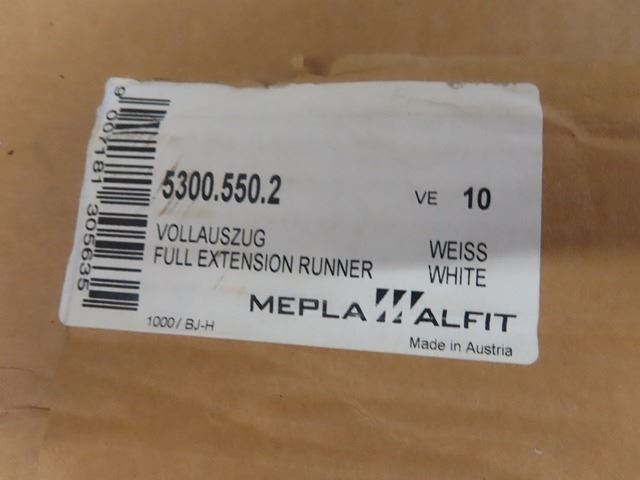 9 007181 305635
5300.550.2
VE 10
VOLLAUSZUG
WEISS
FULL EXTENSION RUNNER
WHITE
MEPLA ALFIT
1000 / BJ-H
Made in Austria